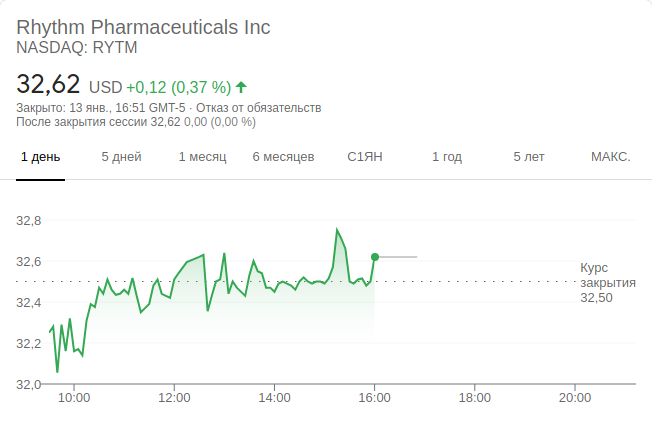 Rhythm Pharmaceuticals Inc
NASDAQ: RYTM
32,62 USD +0,12 (0,37 %)
Закрыто: 13 янв., 16:51 GMT-5 · Отказ от обязательств
После закрытия сессии 32,62 0,00 (0,00 %)
1 день 5 дней 1 месяц 6 месяцев С1ЯН 1 год 5 лет МАКС.
32,8
32,6
32,4
32,2
32,0
Курс
закрытия
32,50
10:00 12:00 14:00 16:00 18:00 20:00